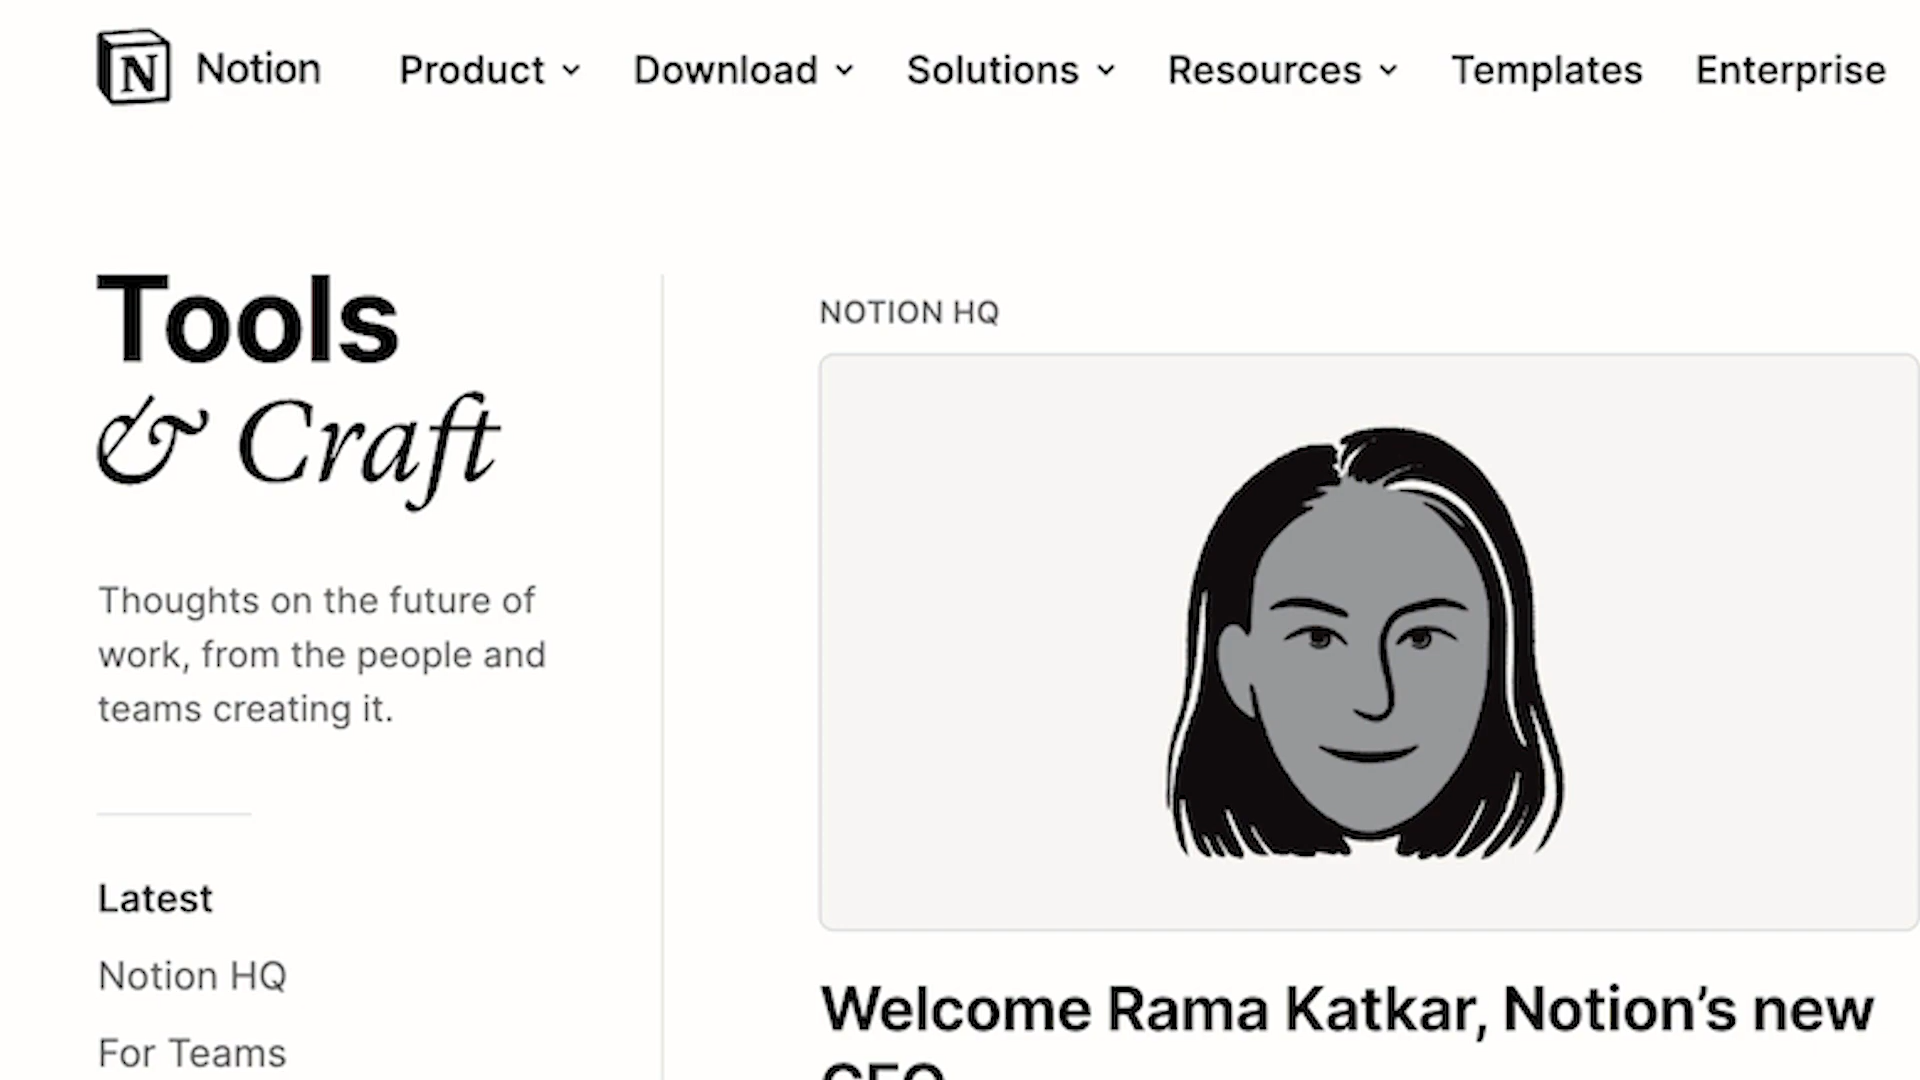 N Notion Product Download Solutions Resources Templates Enterprise
Tools
& Craft
Thoughts on the future of
work, from the people and
teams creating it.
Latest
Notion HQ
For Teams
NOTION HQ
Welcome Rama Katkar, Notion’s new